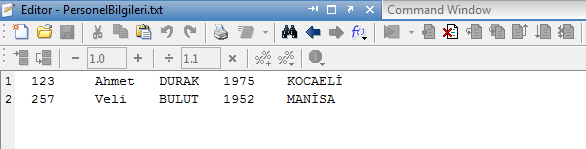 Editor - PersonelBilgileri.txt
Command Window
− 1.0 + ÷ 1.1 ×
1 123 Ahmet DURAK 1975 KOCAELİ
2 257 Veli BULUT 1952 MANİSA